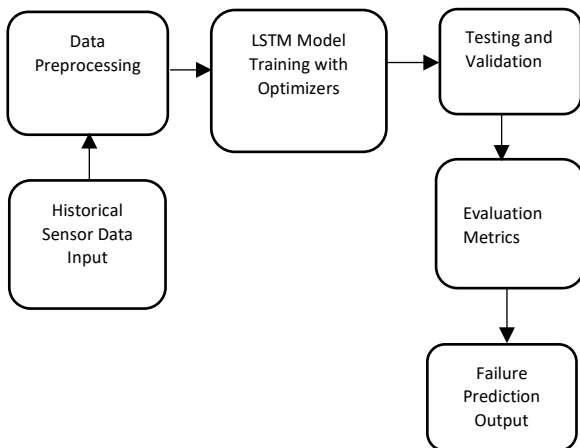 Data
Preprocessing
LSTM Model
Training with
Optimizers
Testing and
Validation
Historical
Sensor Data
Input
Evaluation
Metrics
Failure
Prediction
Output